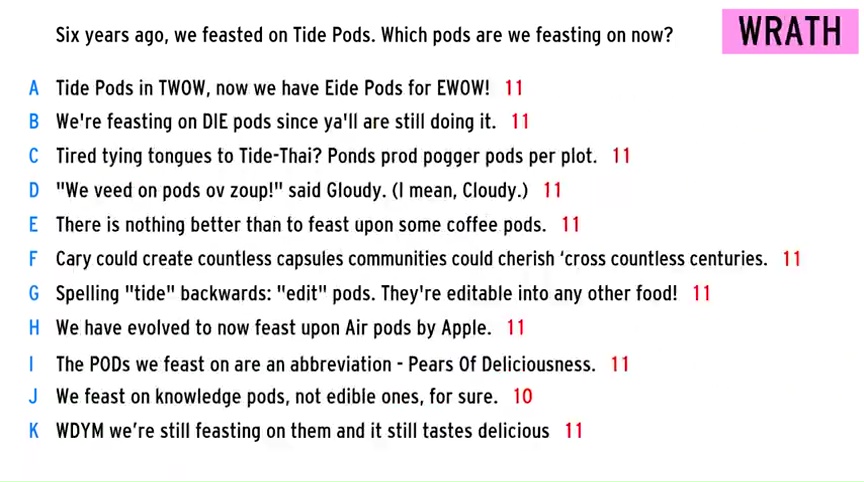 Six years ago, we feasted on Tide Pods. Which pods are we feasting on now?
WRATH
A Tide Pods in TWOW, now we have Eide Pods for EWOW! 11
B We're feasting on DIE pods since ya'll are still doing it. 11
C Tired tying tongues to Tide-Thai? Ponds prod pogger pods per plot. 11
D "We veed on pods ov zoup!" said Gloudy. (I mean, Cloudy.) 11
E There is nothing better than to feast upon some coffee pods. 11
F Cary could create countless capsules communities could cherish ‘cross countless centuries. 11
G Spelling "tide" backwards: "edit" pods. They're editable into any other food! 11
H We have evolved to now feast upon Air pods by Apple. 11
I The PODs we feast on are an abbreviation - Pears Of Deliciousness. 11
J We feast on knowledge pods, not edible ones, for sure. 10
K WDYM we’re still feasting on them and it still tastes delicious 11